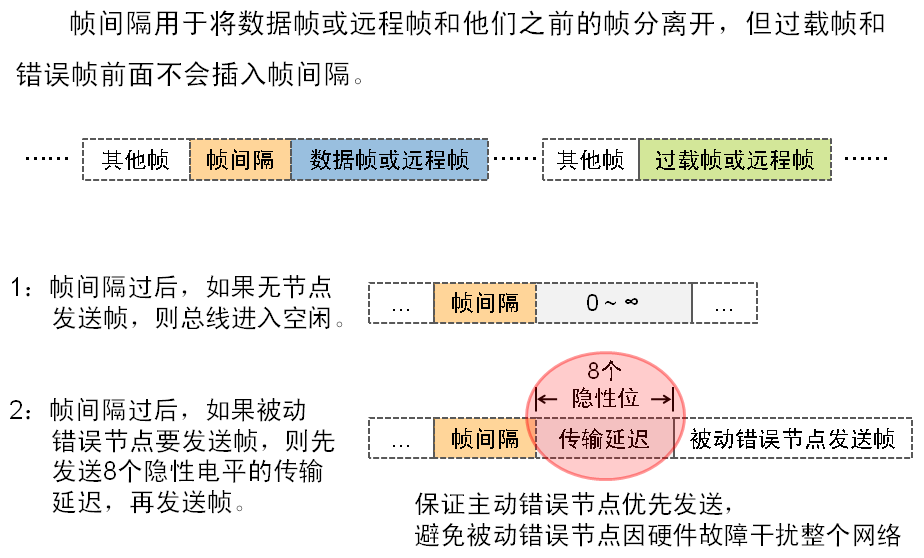 帧间隔用于将数据帧或远程帧和他们之前的帧分离开，但过载帧和
错误帧前面不会插入帧间隔。
…… 其他帧 帧间隔 数据帧或远程帧 …… 其他帧 过载帧或远程帧 ……
1：帧间隔过后，如果无节点
发送帧，则总线进入空闲。
… 帧间隔 0～∞ …
2：帧间隔过后，如果被动
错误节点要发送帧，则先
发送8个隐性电平的传输
延迟，再发送帧。
8个
隐性位
… 帧间隔 传输延迟 被动错误节点发送帧
保证主动错误节点优先发送，
避免被动错误节点因硬件故障干扰整个网络